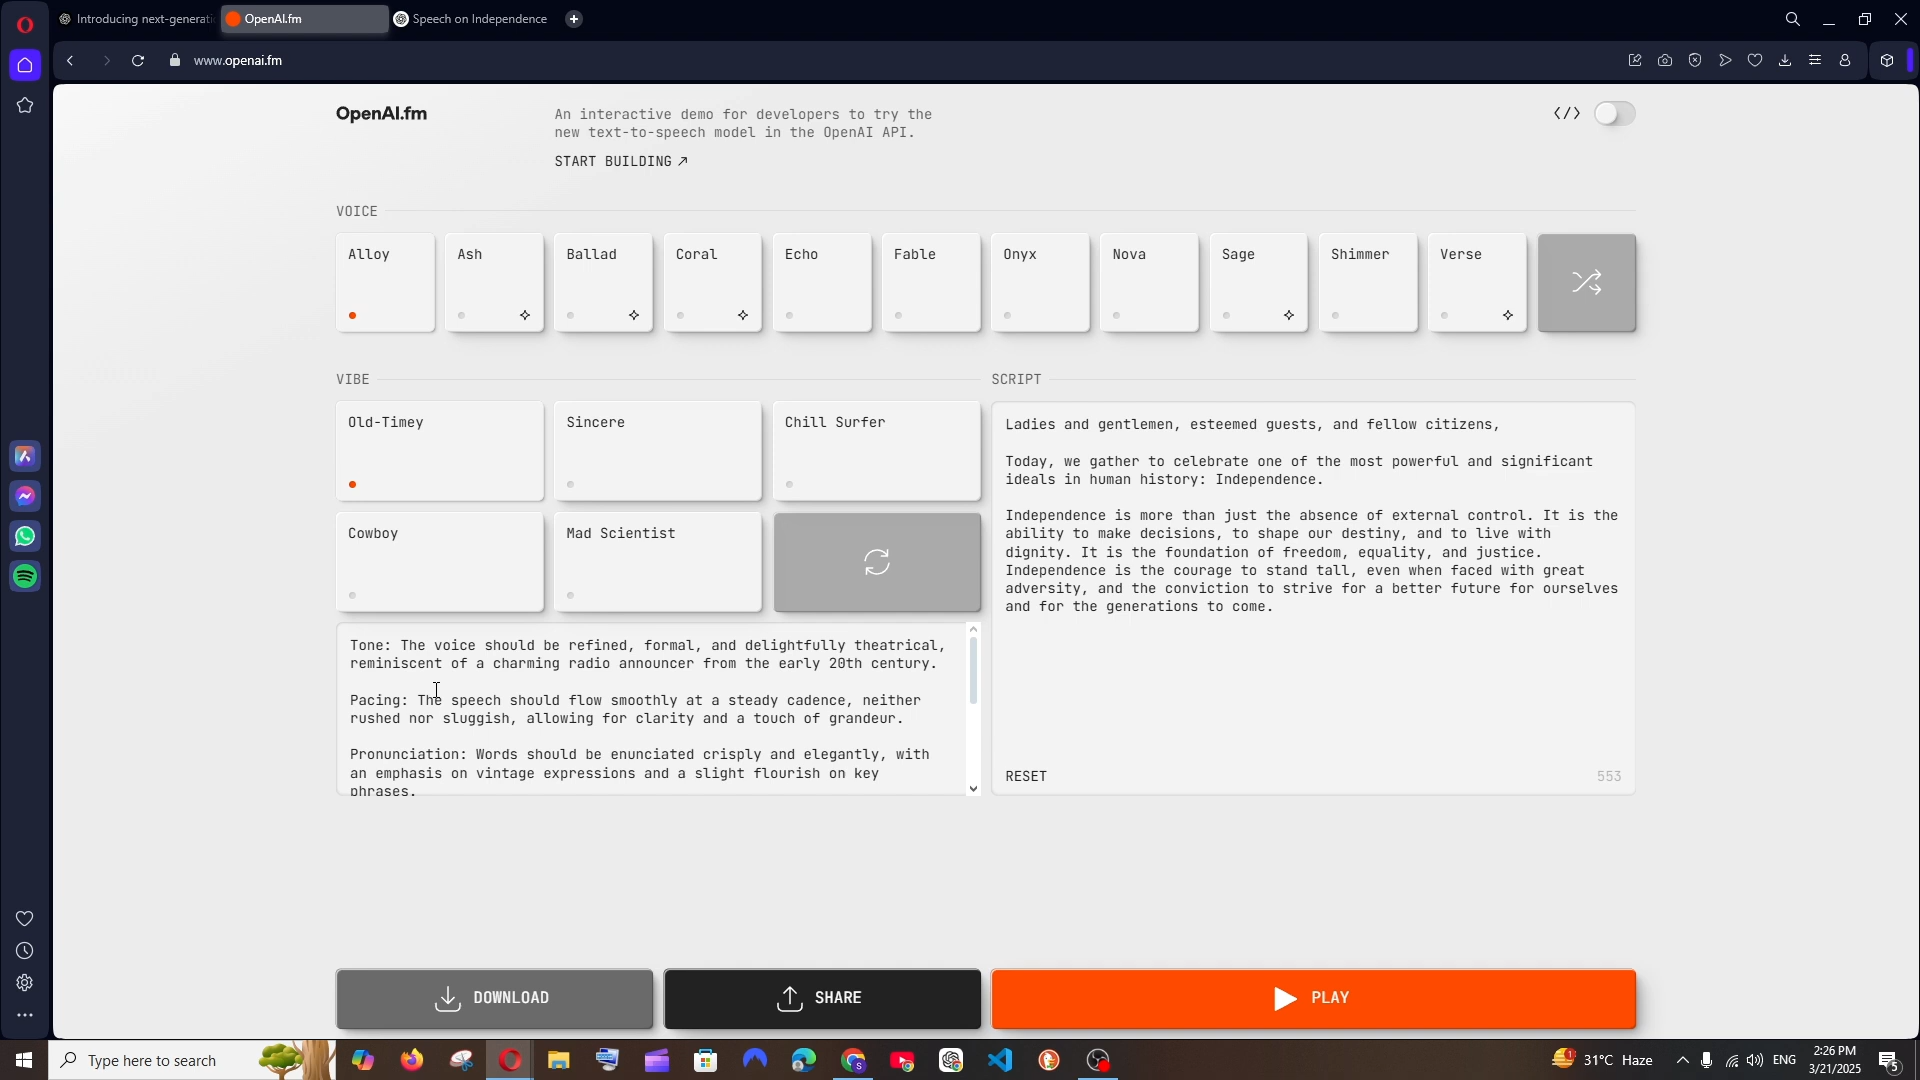 Introducing next-generati
OpenAI.fm
Speech on Independence
www.openai.fm
OpenAI.fm
An interactive demo for developers to try the
new text-to-speech model in the OpenAI API.
START BUILDING ↗
</>
VOICE
Alloy
Ash
Ballad
Coral
Echo
Fable
Onyx
Nova
Sage
Shimmer
Verse
VIBE
Old-Timey
Sincere
Chill Surfer
Cowboy
Mad Scientist
Tone: The voice should be refined, formal, and delightfully theatrical,
reminiscent of a charming radio announcer from the early 20th century.
Pacing: The speech should flow smoothly at a steady cadence, neither
rushed nor sluggish, allowing for clarity and a touch of grandeur.
Pronunciation: Words should be enunciated crisply and elegantly, with
an emphasis on vintage expressions and a slight flourish on key
phrases.
SCRIPT
Ladies and gentlemen, esteemed guests, and fellow citizens,
Today, we gather to celebrate one of the most powerful and significant
ideals in human history: Independence.
Independence is more than just the absence of external control. It is the
ability to make decisions, to shape our destiny, and to live with
dignity. It is the foundation of freedom, equality, and justice.
Independence is the courage to stand tall, even when faced with great
adversity, and the conviction to strive for a better future for ourselves
and for the generations to come.
RESET
553
DOWNLOAD
SHARE
PLAY
Type here to search
1
31°C Haze
ENG
2:26 PM
3/21/2025
5